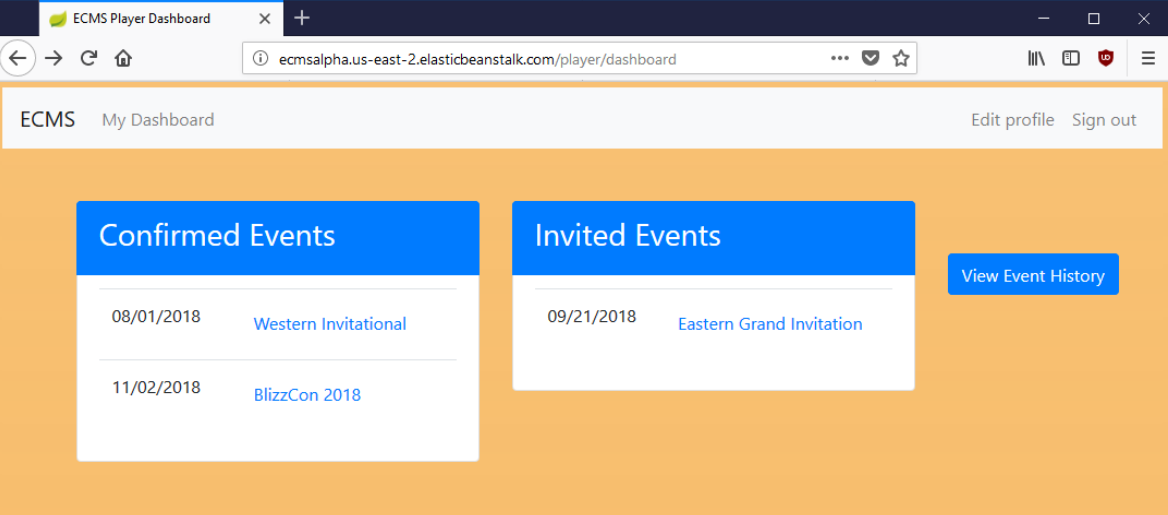 ECMS Player Dashboard
ecmsalpha.us-east-2.elasticbeanstalk.com/player/dashboard
ECMS My Dashboard Edit profile Sign out
Confirmed Events
08/01/2018 Western Invitational
11/02/2018 BlizzCon 2018
Invited Events
09/21/2018 Eastern Grand Invitation
View Event History